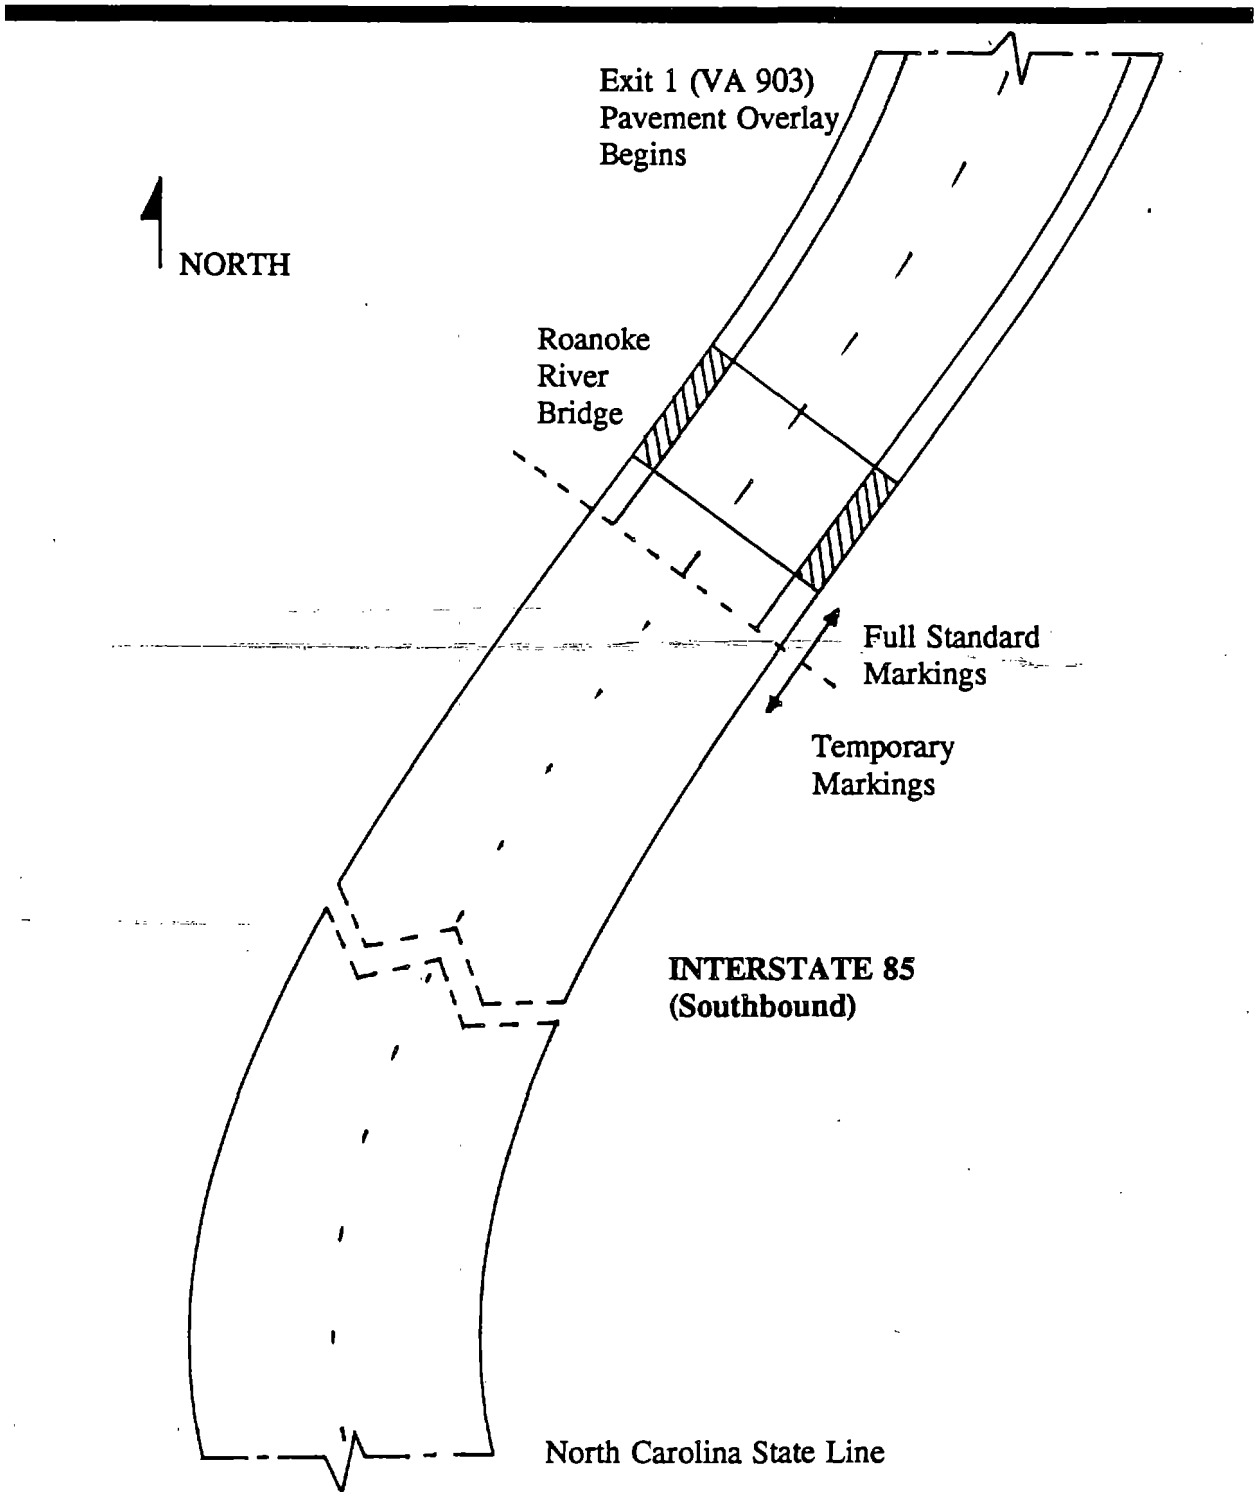 Exit 1 (VA 903)
Pavement Overlay
Begins
NORTH
Roanoke
River
Bridge
Full Standard
Markings
Temporary
Markings
INTERSTATE 85
(Southbound)
North Carolina State Line